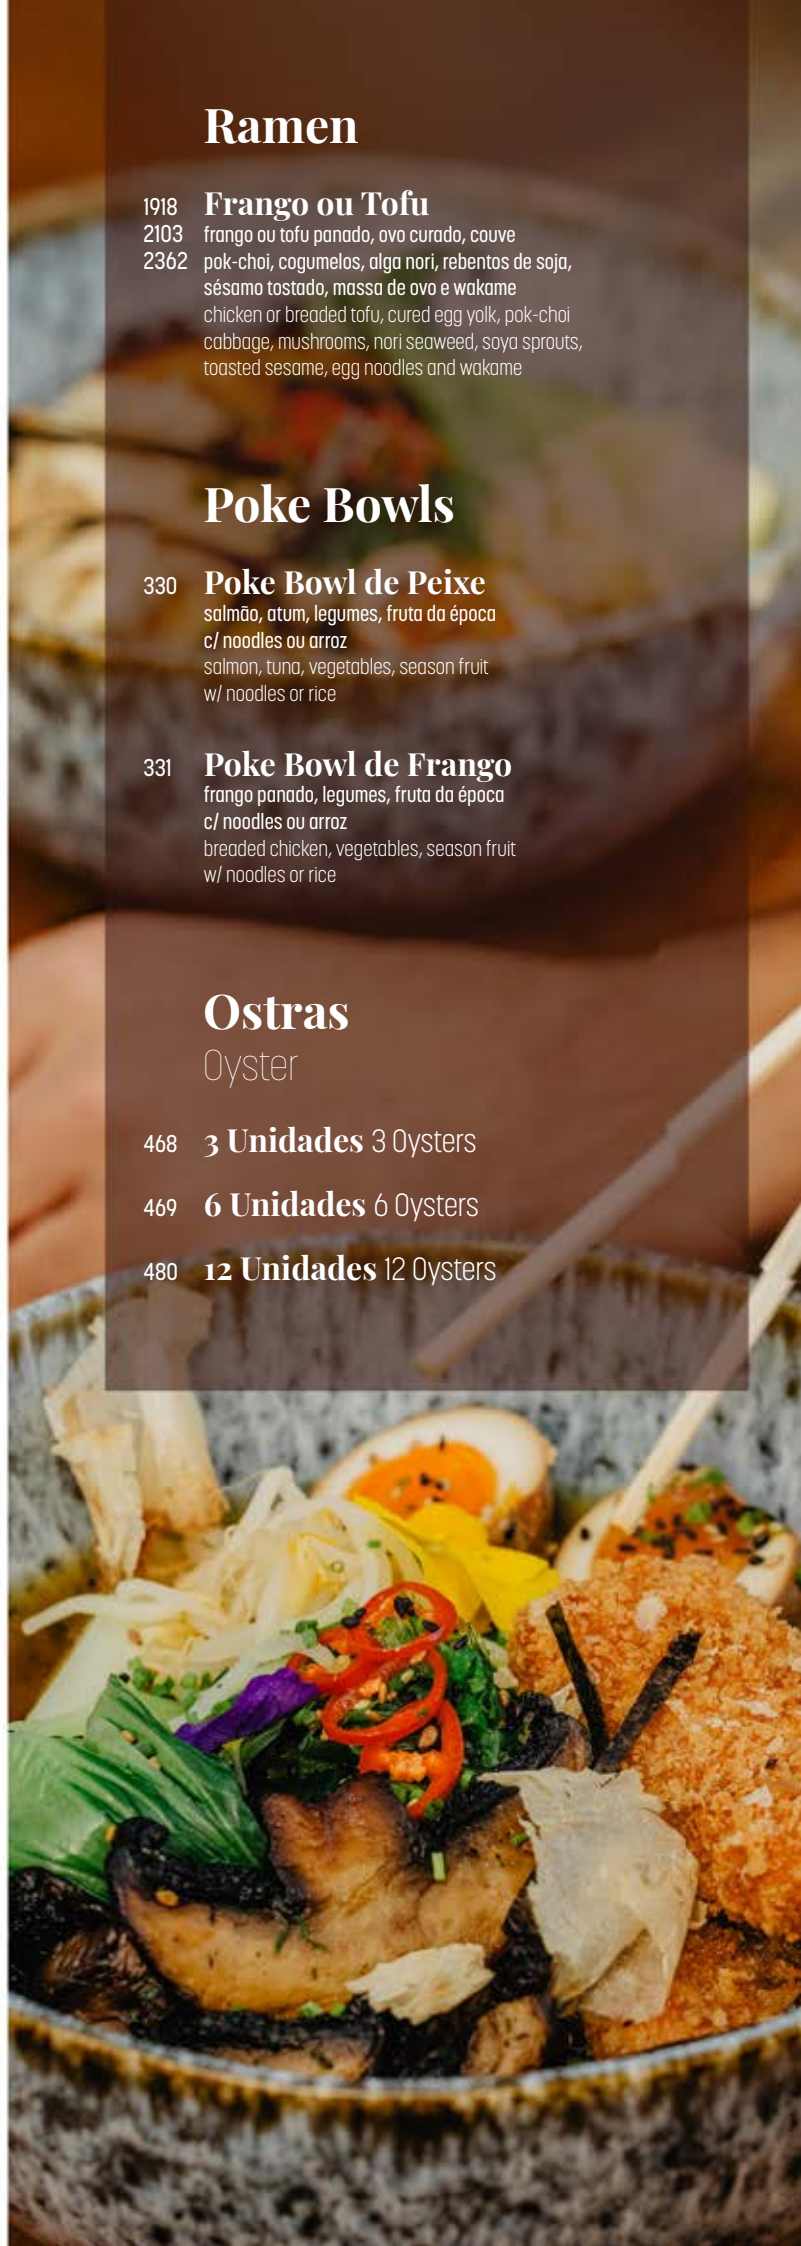 Ramen
1918 Frango ou Tofu
2103 frango ou tofu panado, ovo curado, couve
2362 pok-choi, cogumelos, alga nori, rebentos de soja,
sésamo tostado, massa de ovo e wakame
chicken or breaded tofu, cured egg yolk, pok-choi
cabbage, mushrooms, nori seaweed, soya sprouts,
toasted sesame, egg noodles and wakame
Poke Bowls
330 Poke Bowl de Peixe
salmão, atum, legumes, fruta da época
c/ noodles ou arroz
salmon, tuna, vegetables, season fruit
w/ noodles or rice
331 Poke Bowl de Frango
frango panado, legumes, fruta da época
c/ noodles ou arroz
breaded chicken, vegetables, season fruit
w/ noodles or rice
Ostras
Oyster
468 3 Unidades 3 Oysters
469 6 Unidades 6 Oysters
480 12 Unidades 12 Oysters